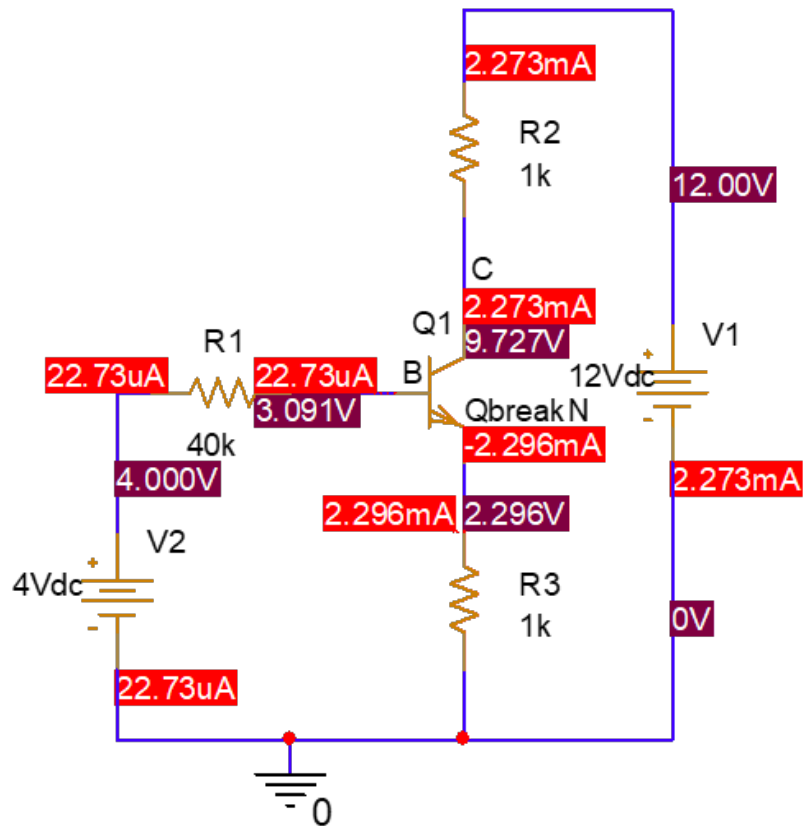 2.273mA
R2
1k
12.00V
C
2.273mA
Q1
9.727V
V1
R1
22.73uA
22.73uA
B
12Vdc
3.091V
QbreakN
40k
-2.296mA
4.000V
2.273mA
2.296mA
2.296V
V2
4Vdc
R3
1k
0V
22.73uA
0